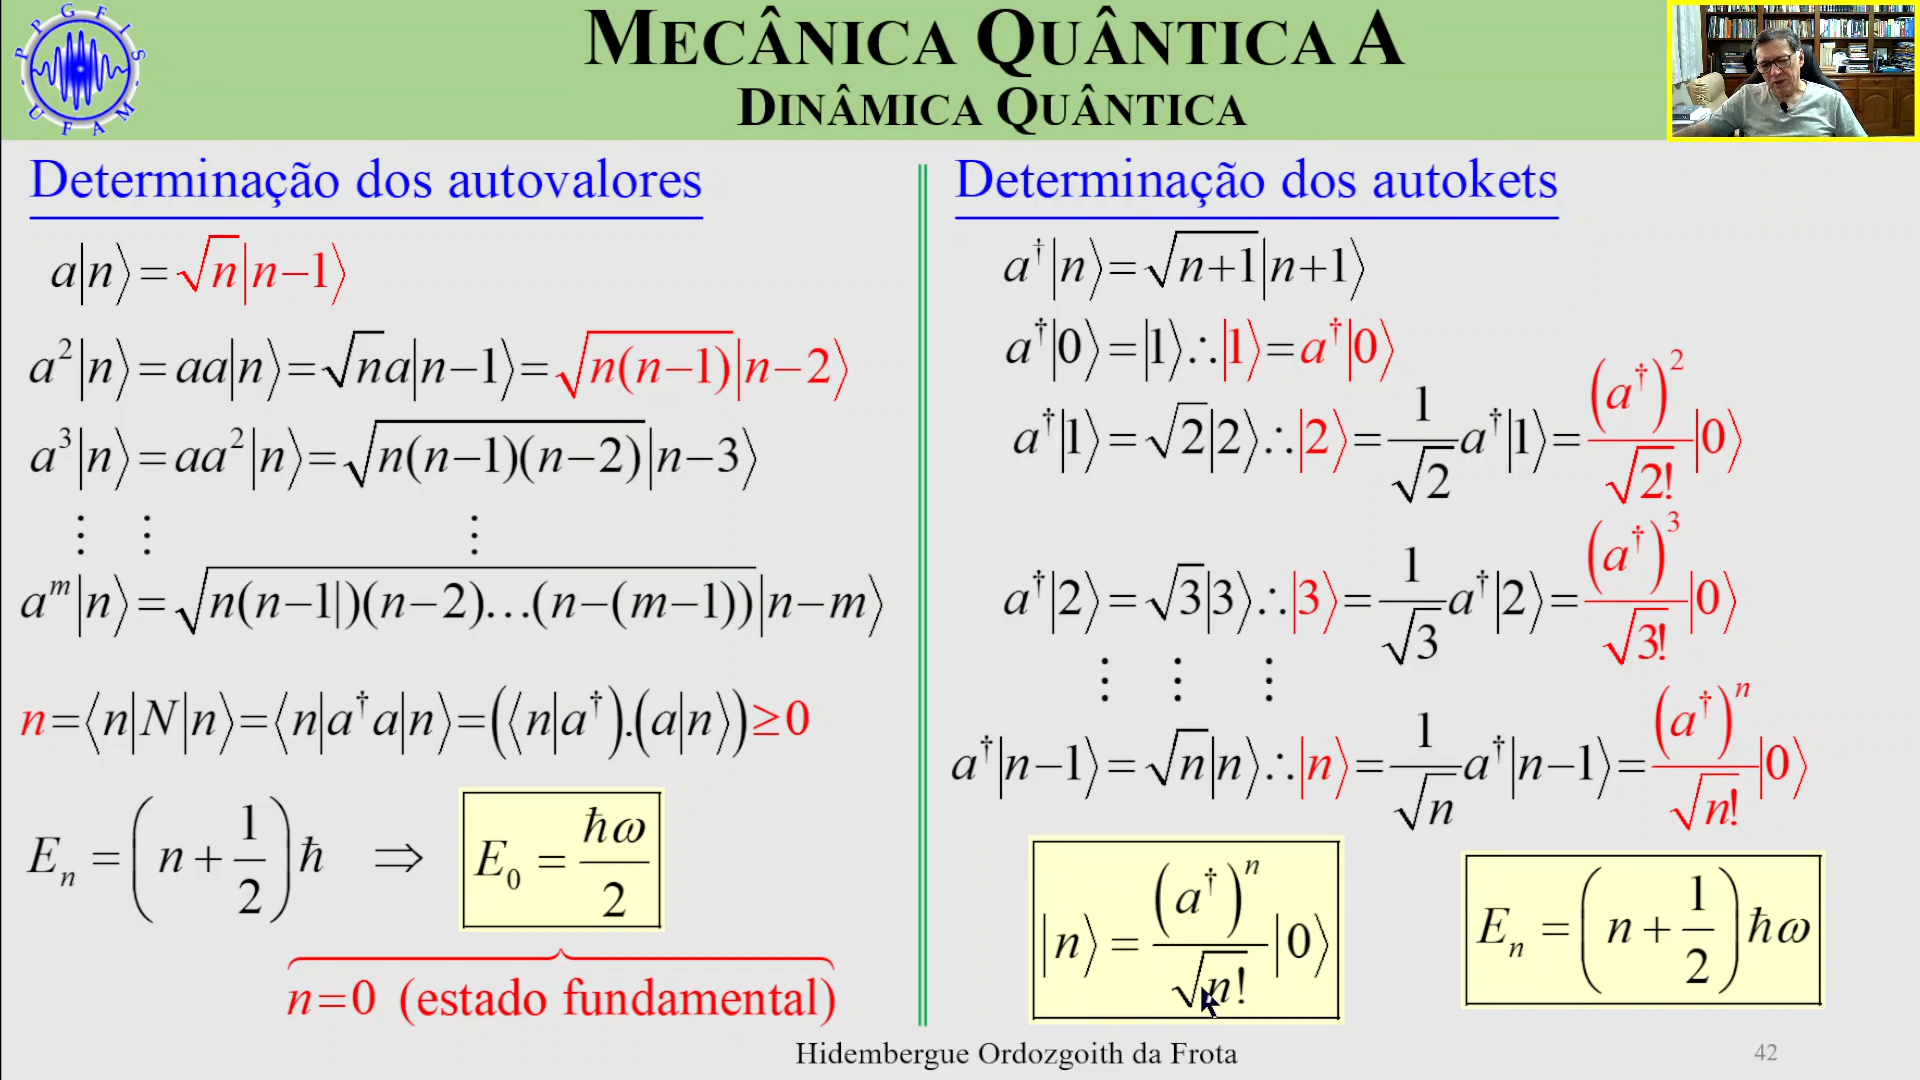 PPGFIS
UFAM
MECÂNICA QUÂNTICA A
DINÂMICA QUÂNTICA
Determinação dos autovalores
a|n⟩=√n|n−1⟩
a²|n⟩=aa|n⟩=√n a|n−1⟩=√(n(n−1))|n−2⟩
a³|n⟩=aa²|n⟩=√(n(n−1)(n−2))|n−3⟩
⋮ ⋮ ⋮
aᵐ|n⟩=√(n(n−1|)(n−2)…(n−(m−1)))|n−m⟩
n=⟨n|N|n⟩=⟨n|a†a|n⟩=(⟨n|a†).(a|n⟩)≥0
Eₙ = (n+1/2)ħ ⇒ E₀ = ħω/2
n=0 (estado fundamental)
Determinação dos autokets
a†|n⟩=√(n+1)|n+1⟩
a†|0⟩=|1⟩∴|1⟩=a†|0⟩
a†|1⟩=√2|2⟩∴|2⟩=1/√2 a†|1⟩=(a†)²/√2! |0⟩
a†|2⟩=√3|3⟩∴|3⟩=1/√3 a†|2⟩=(a†)³/√3! |0⟩
⋮ ⋮ ⋮
a†|n−1⟩=√n|n⟩∴|n⟩=1/√n a†|n−1⟩=(a†)ⁿ/√n! |0⟩
|n⟩ = (a†)ⁿ/√n! |0⟩
Eₙ = (n+1/2)ħω
Hidembergue Ordozgoith da Frota
42